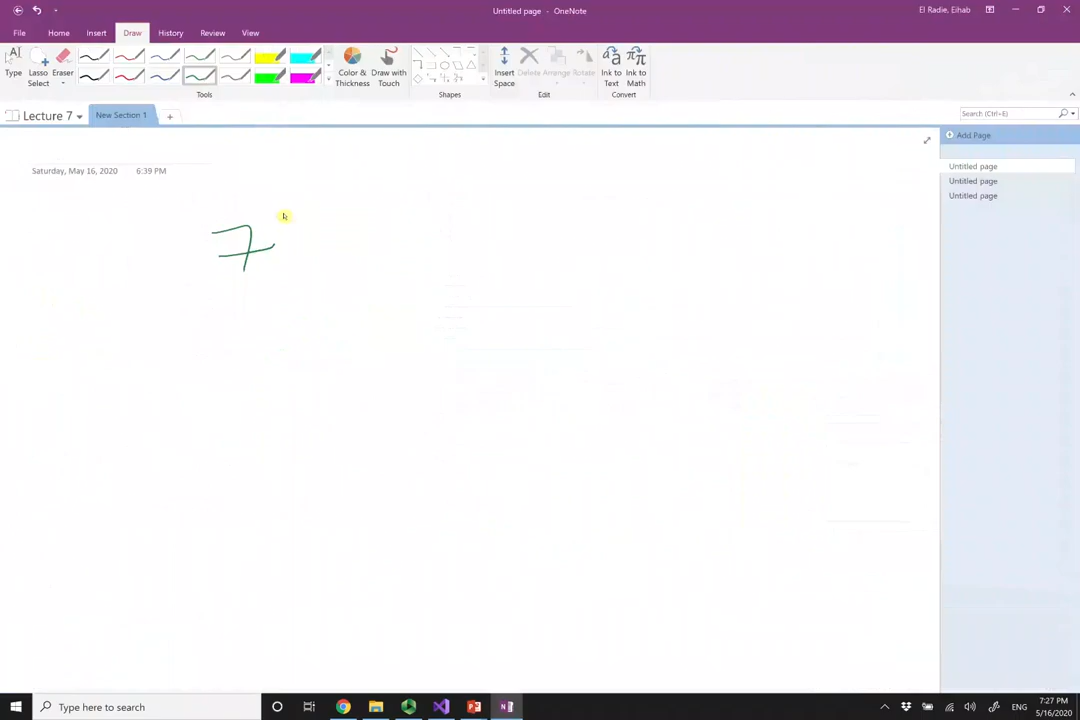 Untitled page - OneNote
El Radie, Eihab
File Home Insert Draw History Review View
Type
Lasso Select
Eraser
Color & Thickness
Draw with Touch
Insert Space
Delete
Arrange
Rotate
Ink to Text
Ink to Math
Tools
Shapes
Edit
Convert
Lecture 7
New Section 1
Search (Ctrl+E)
Add Page
Untitled page
Untitled page
Untitled page
Saturday, May 16, 2020 6:39 PM
7
Type here to search
ENG
7:27 PM
5/16/2020